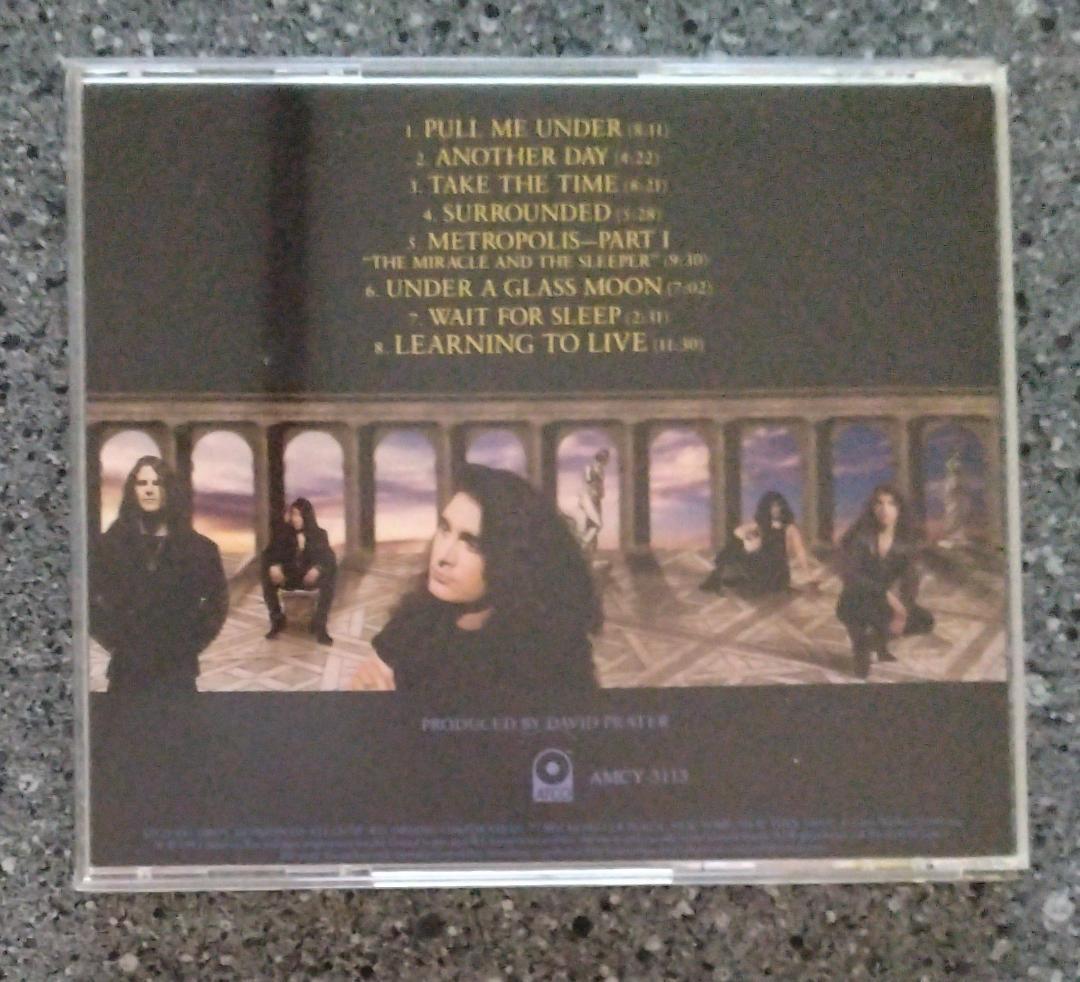 1. PULL ME UNDER (8:11)
2. ANOTHER DAY (4:22)
3. TAKE THE TIME (8:21)
4. SURROUNDED (5:28)
5. METROPOLIS—PART I
"THE MIRACLE AND THE SLEEPER" (9:30)
6. UNDER A GLASS MOON (7:02)
7. WAIT FOR SLEEP (2:31)
8. LEARNING TO LIVE (11:30)
PRODUCED BY DAVID PRATER
ATCO
AMCY-3113